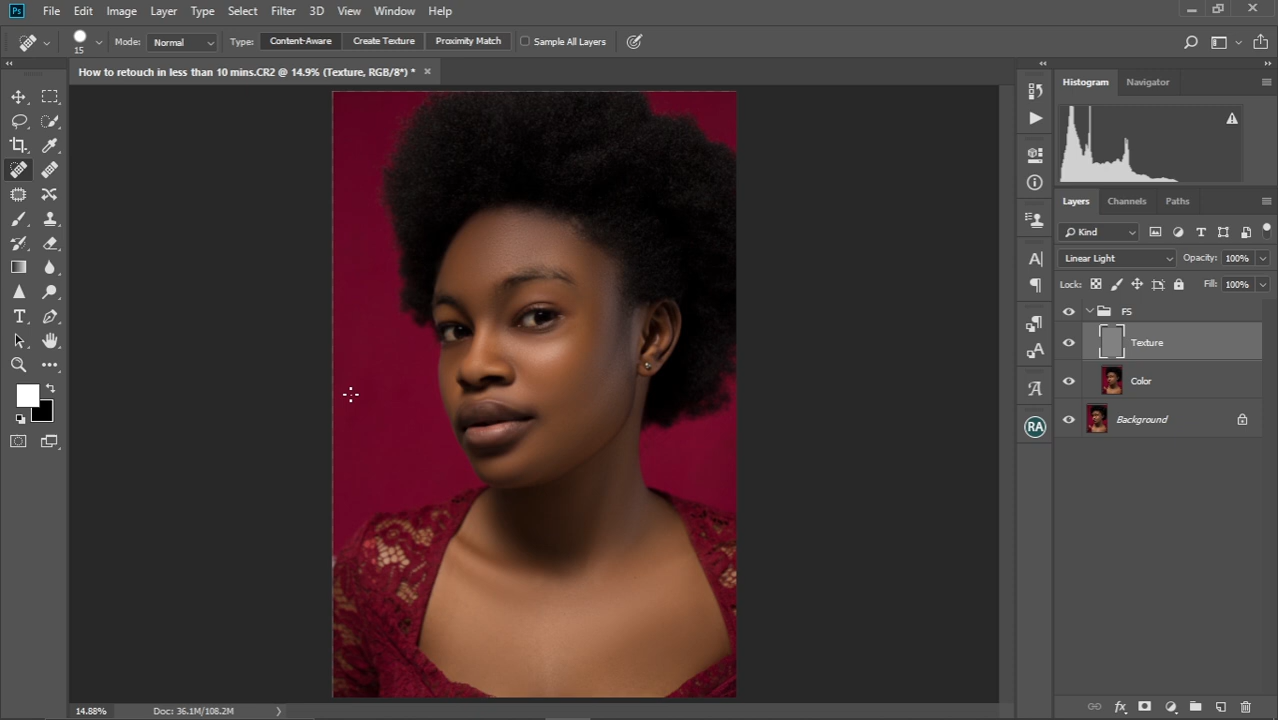 Ps File Edit Image Layer Type Select Filter 3D View Window Help
15 Mode: Normal Type: Content-Aware Create Texture Proximity Match Sample All Layers
How to retouch in less than 10 mins.CR2 @ 14.9% (Texture, RGB/8*) * ×
Histogram Navigator
Layers Channels Paths
Kind
Linear Light Opacity: 100%
Lock: Fill: 100%
FS
Texture
Color
Background
RA
14.88% Doc: 36.1M/108.2M